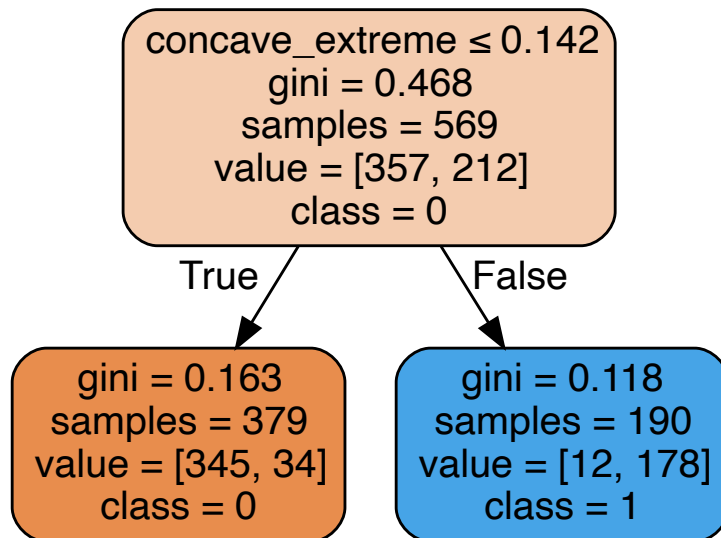 concave_extreme ≤ 0.142
gini = 0.468
samples = 569
value = [357, 212]
class = 0
True
False
gini = 0.163
samples = 379
value = [345, 34]
class = 0
gini = 0.118
samples = 190
value = [12, 178]
class = 1